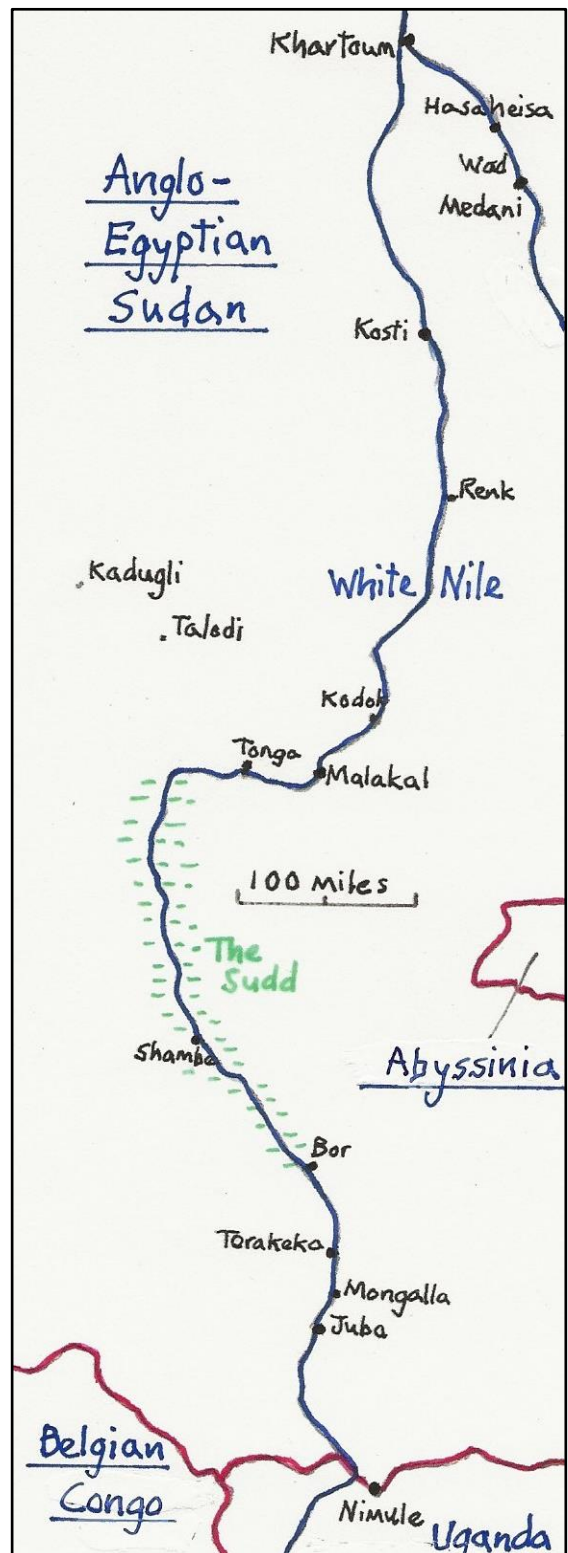 Khartoum
Hasaheisa
Wad
Medani
Anglo-
Egyptian
Sudan
Kosti
Renk
Kadugli
White Nile
Talodi
Kodok
Tonga
Malakal
100 Miles
The
Sudd
Shambe
Abyssinia
Bor
Terakeka
Mongalla
Juba
Belgian
Congo
Nimule
Uganda